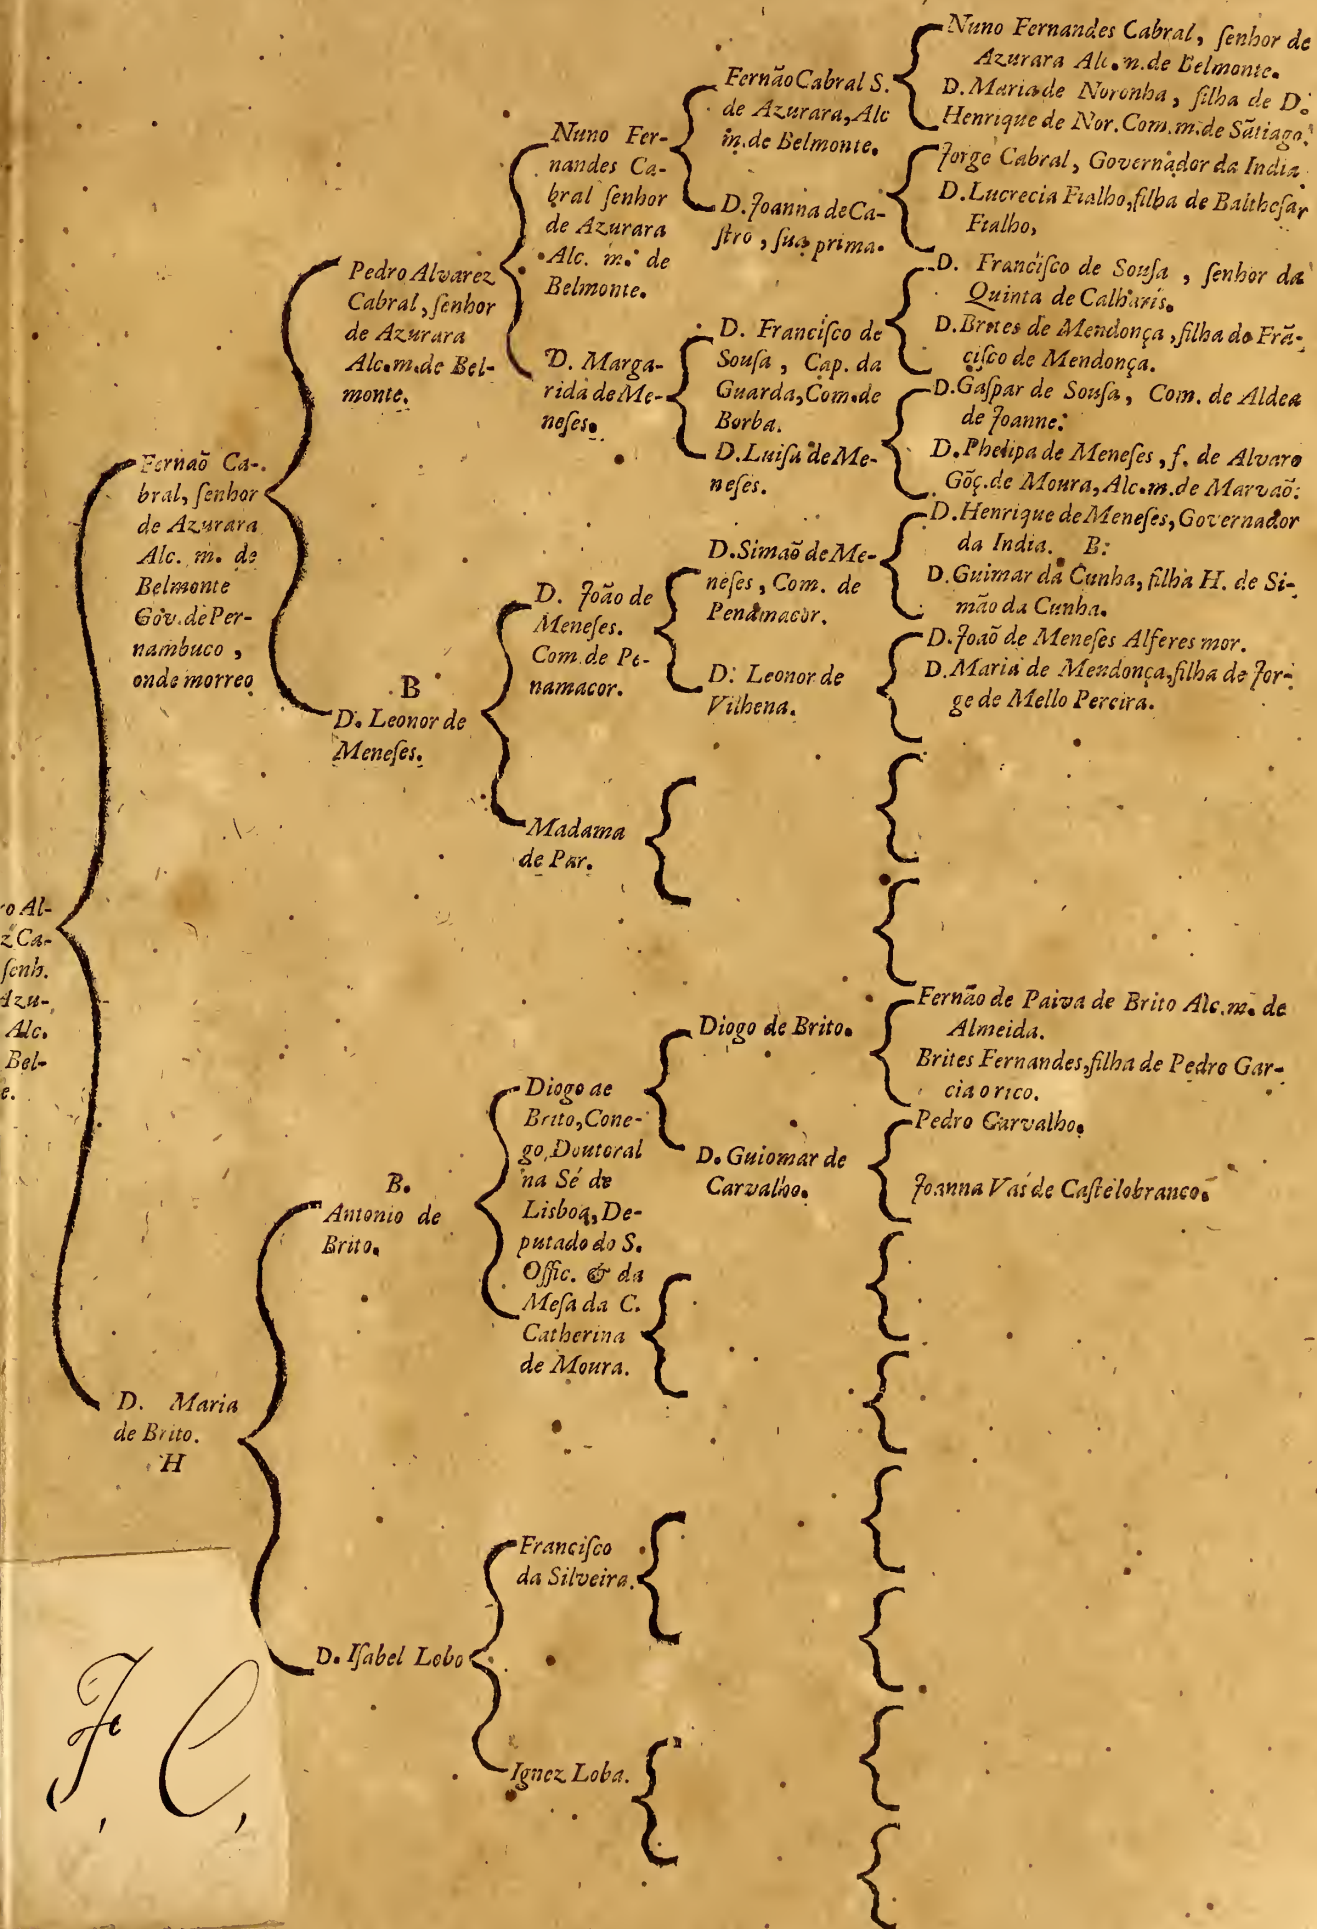 Nuno Fernandes Cabral, ſenhor de
Azurara Alc. m. de Belmonte.
D. Maria de Noronha, filha de D.
Henrique de Nor. Com. m. de Sãtiago.
Jorge Cabral, Governador da India
D. Lucrecia Fialho, filha de Baltheſar
Fialho,
D. Franciſco de Souſa, ſenhor da
Quinta de Calharis.
D. Brites de Mendonça, filha do Frã-
ciſco de Mendonça.
D. Gaſpar de Souſa, Com. de Aldea
de Joanne:
D. Phelipa de Meneſes, f. de Alvaro
Gõç. de Moura, Alc. m. de Marvaõ:
D. Henrique de Meneſes, Governador
da India. B:
D. Guimar da Cunha, filha H. de Si-
mão da Cunha.
D. Joaõ de Meneſes Alferes mor.
D. Maria de Mendonça, filha de Jor-
ge de Mello Pereira.
Fernão de Paiva de Brito Alc. m. de
Almeida.
Brites Fernandes, filha de Pedro Gar-
cia o rico.
Pedro Carvalho.
Joanna Vas de Caſtelobranco.
Fernão Cabral S.
de Azurara, Alc
m. de Belmonte.
D. Joanna de Ca-
ſtro, ſua prima.
D. Franciſco de
Souſa, Cap. da
Guarda, Com. de
Borba.
D. Luiſa de Me-
neſes.
D. Simaõ de Me-
neſes, Com. de
Penamacor.
D: Leonor de
Vilhena.
Diogo de Brito.
D. Guiomar de
Carvalho.
Nuno Fer-
nandes Ca-
bral ſenhor
de Azurara
Alc. m. de
Belmonte.
D. Marga-
rida de Me-
neſes.
D. João de
Meneſes.
Com. de Pe-
namacor.
Madama
de Par.
Diogo de
Brito, Cone-
go, Doutoral
na Sé de
Lisboa, De-
putado do S.
Offic. & da
Meſa da C.
Catherina
de Moura.
Franciſco
da Silveira.
Ignez Loba.
Pedro Alvarez
Cabral, ſenhor
de Azurara
Alc. m. de Bel-
monte.
B
D. Leonor de
Meneſes.
B.
Antonio de
Brito.
D. Iſabel Lobo
Fernaõ Ca-
bral, ſenhor
de Azurara
Alc. m. de
Belmonte
Gov. de Per-
nambuco,
onde morreo
D. Maria
de Brito.
H
o Al-
z Ca-
ſenh.
Azu-
Alc.
Bel-
e.
F. C.